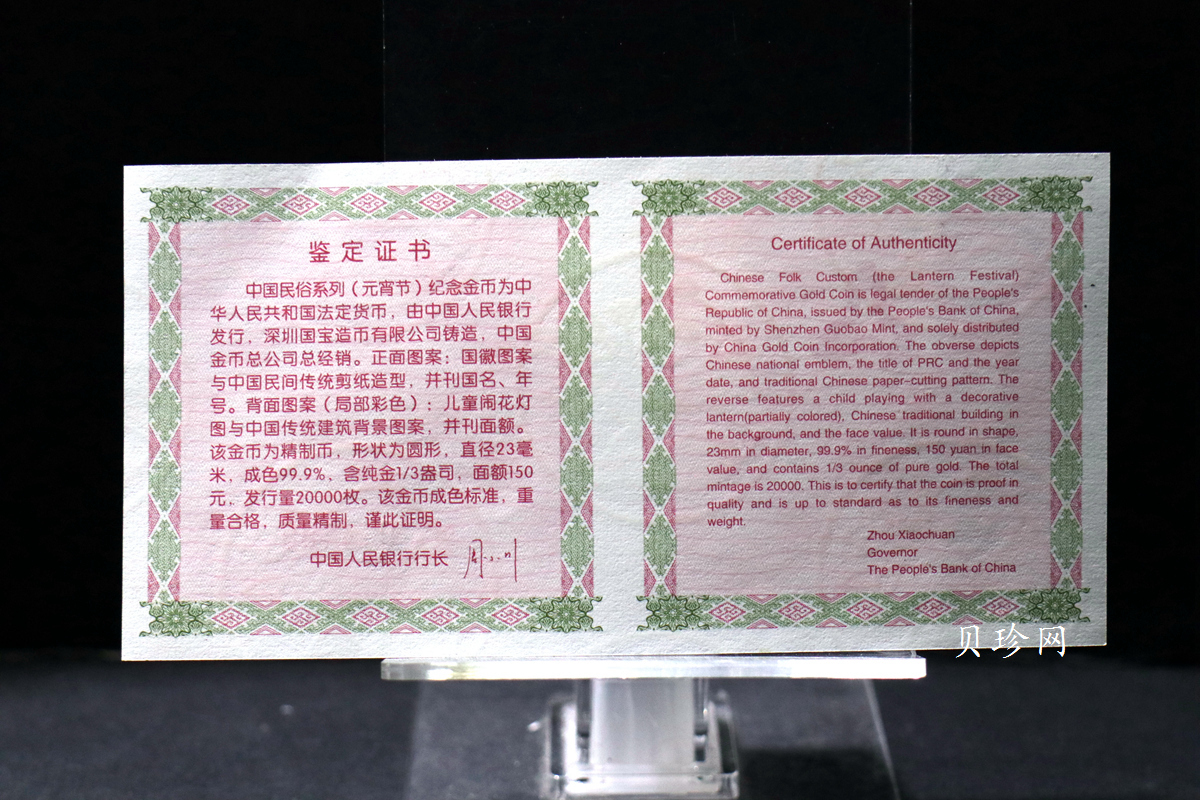 鉴定证书
中国民俗系列（元宵节）纪念金币为中
华人民共和国法定货币，由中国人民银行
发行，深圳国宝造币有限公司铸造，中国
金币总公司总经销。正面图案：国徽图案
与中国民间传统剪纸造型，并刊国名、年
号。背面图案（局部彩色）：儿童闹花灯
图与中国传统建筑背景图案，并刊面额。
该金币为精制币，形状为圆形，直径23毫
米，成色99.9%，含纯金1/3盎司，面额150
元，发行量20000枚。该金币成色标准，重
量合格，质量精制，谨此证明。
中国人民银行行长
Certificate of Authenticity
Chinese Folk Custom (the Lantern Festival)
Commemorative Gold Coin is legal tender of the People's
Republic of China, issued by the People's Bank of China,
minted by Shenzhen Guobao Mint, and solely distributed
by China Gold Coin Incorporation. The obverse depicts
Chinese national emblem, the title of PRC and the year
date, and traditional Chinese paper-cutting pattern. The
reverse features a child playing with a decorative
lantern(partially colored), Chinese traditional building in
the background, and the face value. It is round in shape,
23mm in diameter, 99.9% in fineness, 150 yuan in face
value, and contains 1/3 ounce of pure gold. The total
mintage is 20000. This is to certify that the coin is proof in
quality and is up to standard as to its fineness and
weight.
Zhou Xiaochuan
Governor
The People's Bank of China
贝珍网